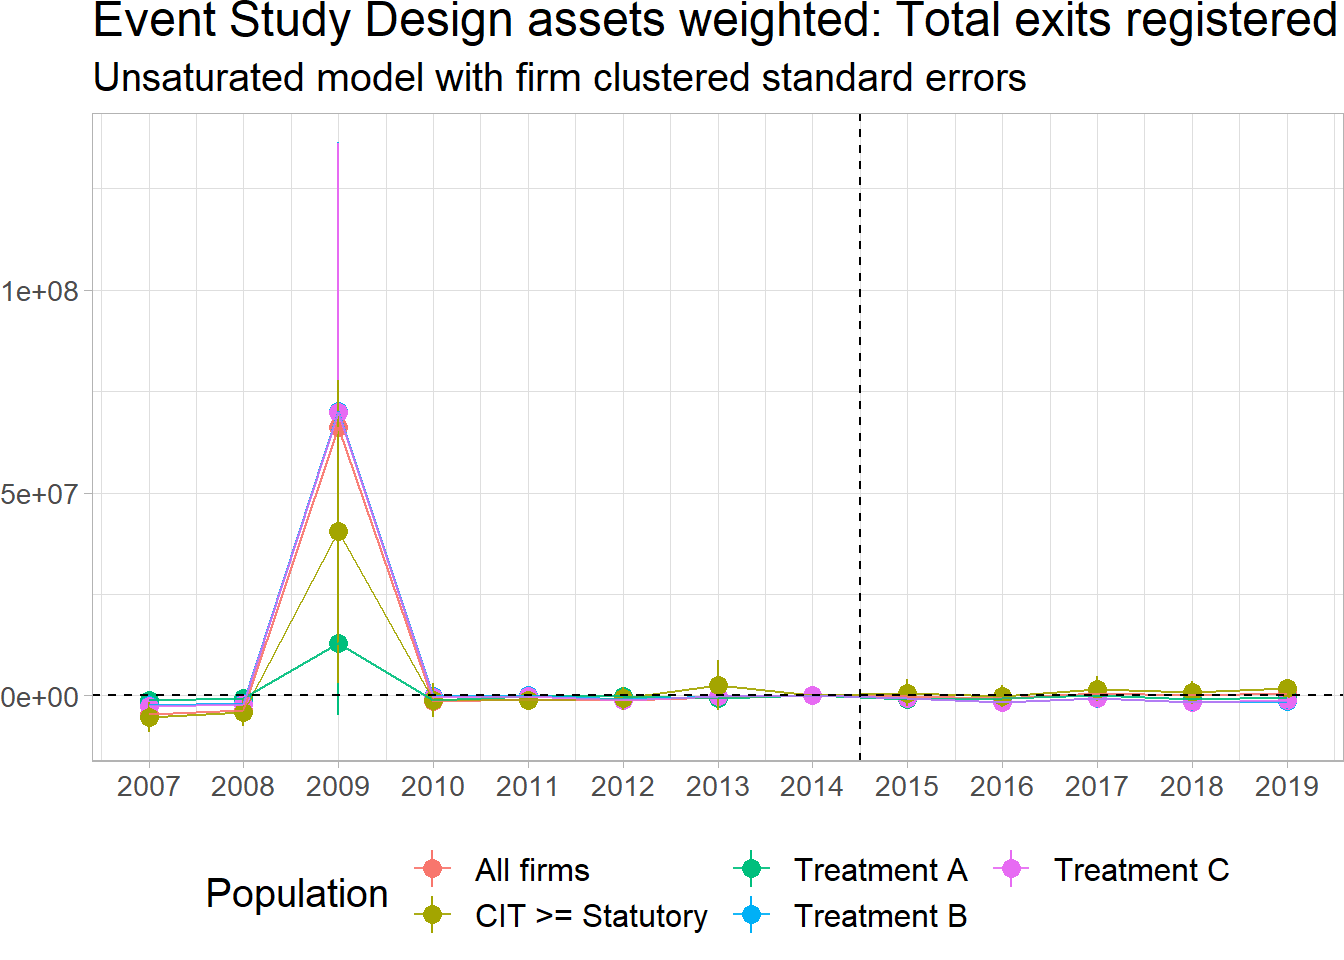 Event Study Design assets weighted: Total exits registered
Unsaturated model with firm clustered standard errors
1e+08
5e+07
0e+00
2007 2008 2009 2010 2011 2012 2013 2014 2015 2016 2017 2018 2019
Population
All firms
CIT >= Statutory
Treatment A
Treatment B
Treatment C